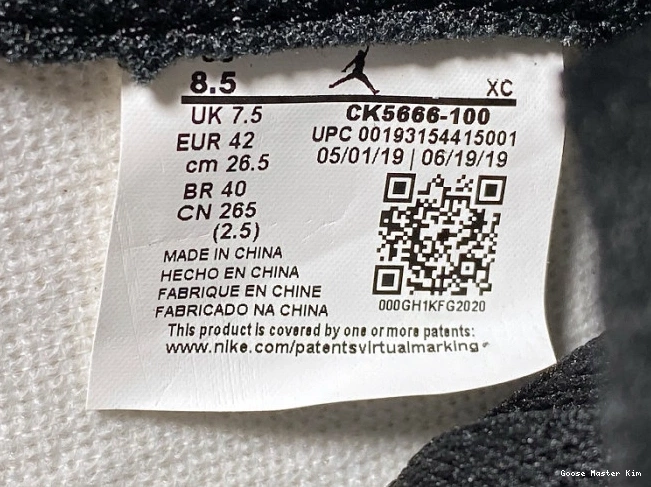 8.5
XC
UK 7.5
CK5666-100
EUR 42
UPC 00193154415001
cm 26.5
05/01/19 | 06/19/19
BR 40
CN 265
(2.5)
MADE IN CHINA
HECHO EN CHINA
FABRIQUE EN CHINE
FABRICADO NA CHINA
000GH1KFG2020
This product is covered by one or more patents:
www.nike.com/patentsvirtualmarking
Goose Master Kim